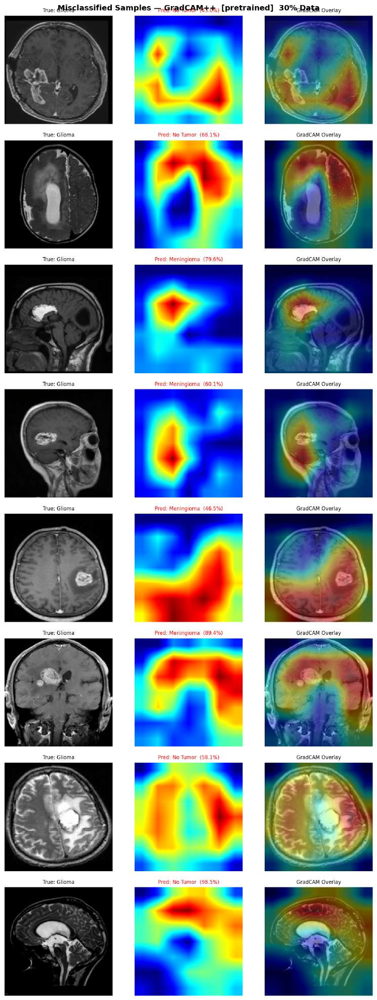 Misclassified Samples — GradCAM++ [pretrained] 30% Data
True: Glioma
Pred: No Tumor (43.0%)
GradCAM Overlay
True: Glioma
Pred: No Tumor (68.1%)
GradCAM Overlay
True: Glioma
Pred: Meningioma (79.6%)
GradCAM Overlay
True: Glioma
Pred: Meningioma (60.1%)
GradCAM Overlay
True: Glioma
Pred: Meningioma (46.5%)
GradCAM Overlay
True: Glioma
Pred: Meningioma (89.4%)
GradCAM Overlay
True: Glioma
Pred: No Tumor (58.1%)
GradCAM Overlay
True: Glioma
Pred: No Tumor (98.5%)
GradCAM Overlay